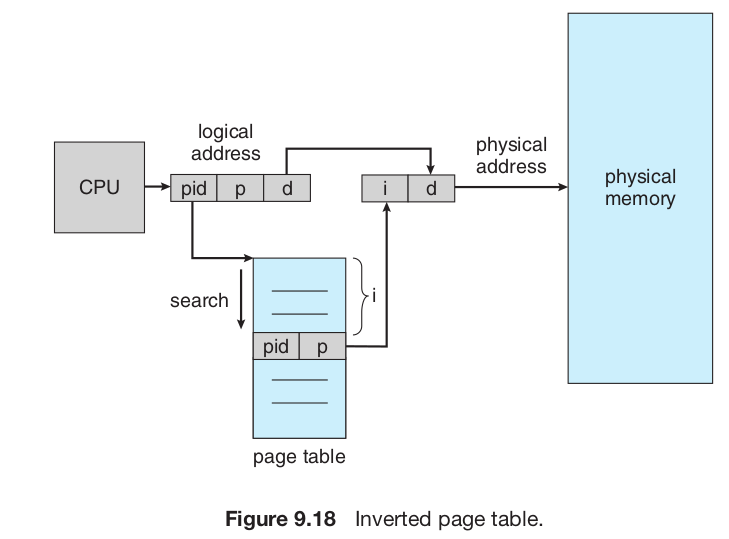 logical
address
physical
address
CPU
pid p d
i d
physical
memory
search
i
pid p
page table
Figure 9.18 Inverted page table.